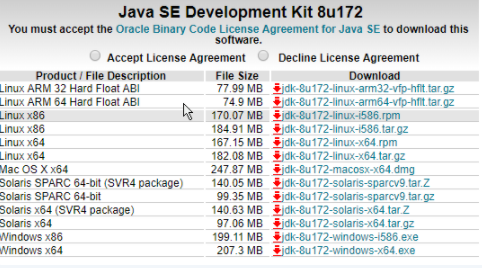 Java SE Development Kit 8u172
You must accept the Oracle Binary Code License Agreement for Java SE to download this
software.
Accept License Agreement Decline License Agreement
Product / File Description File Size Download
Linux ARM 32 Hard Float ABI 77.99 MB jdk-8u172-linux-arm32-vfp-hflt.tar.gz
Linux ARM 64 Hard Float ABI 74.9 MB jdk-8u172-linux-arm64-vfp-hflt.tar.gz
Linux x86 170.07 MB jdk-8u172-linux-i586.rpm
Linux x86 184.91 MB jdk-8u172-linux-i586.tar.gz
Linux x64 167.15 MB jdk-8u172-linux-x64.rpm
Linux x64 182.08 MB jdk-8u172-linux-x64.tar.gz
Mac OS X x64 247.87 MB jdk-8u172-macosx-x64.dmg
Solaris SPARC 64-bit (SVR4 package) 140.05 MB jdk-8u172-solaris-sparcv9.tar.Z
Solaris SPARC 64-bit 99.35 MB jdk-8u172-solaris-sparcv9.tar.gz
Solaris x64 (SVR4 package) 140.63 MB jdk-8u172-solaris-x64.tar.Z
Solaris x64 97.06 MB jdk-8u172-solaris-x64.tar.gz
Windows x86 199.11 MB jdk-8u172-windows-i586.exe
Windows x64 207.3 MB jdk-8u172-windows-x64.exe